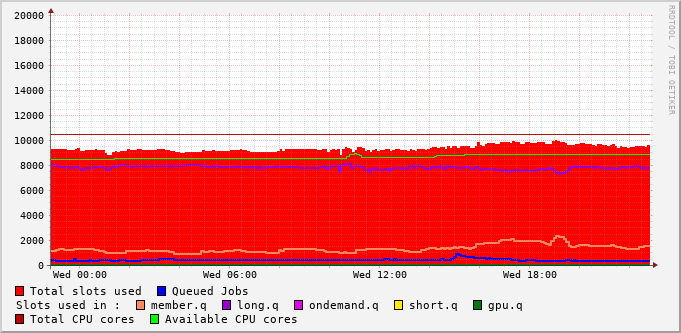 RRDTOOL / TOBI OETIKER
20000
18000
16000
14000
12000
10000
8000
6000
4000
2000
0
Wed 00:00 Wed 06:00 Wed 12:00 Wed 18:00
Total slots used Queued Jobs
Slots used in : member.q long.q ondemand.q short.q gpu.q
Total CPU cores Available CPU cores